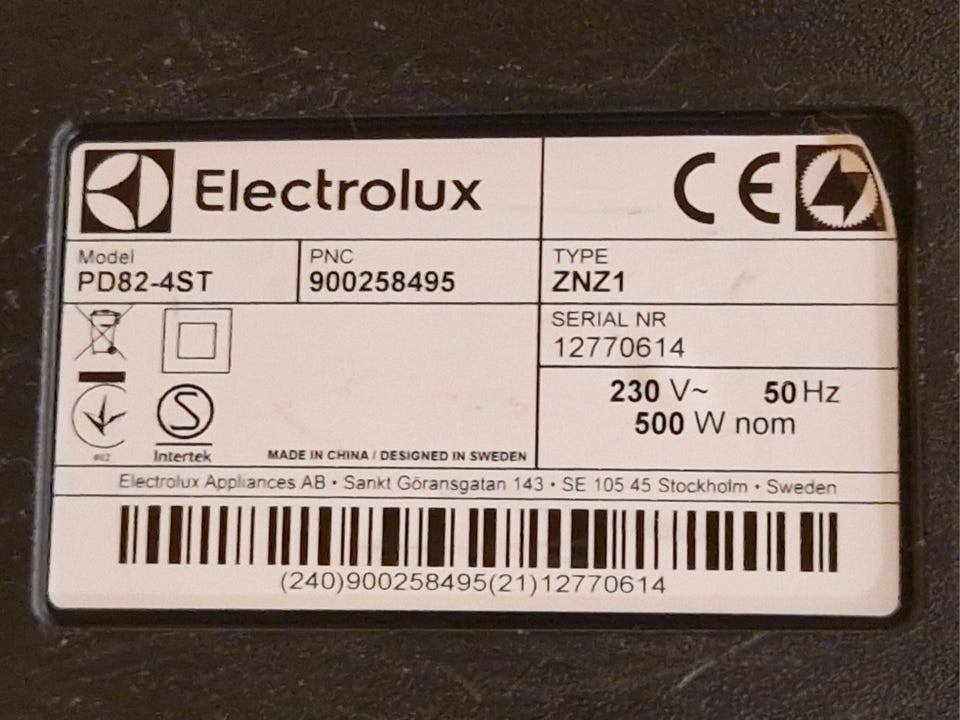 Electrolux
CE
Model
PD82-4ST
PNC
900258495
TYPE
ZNZ1
SERIAL NR
12770614
230 V~ 50 Hz
500 W nom
S
Intertek
MADE IN CHINA / DESIGNED IN SWEDEN
Electrolux Appliances AB • Sankt Göransgatan 143 • SE 105 45 Stockholm • Sweden
(240)900258495(21)12770614